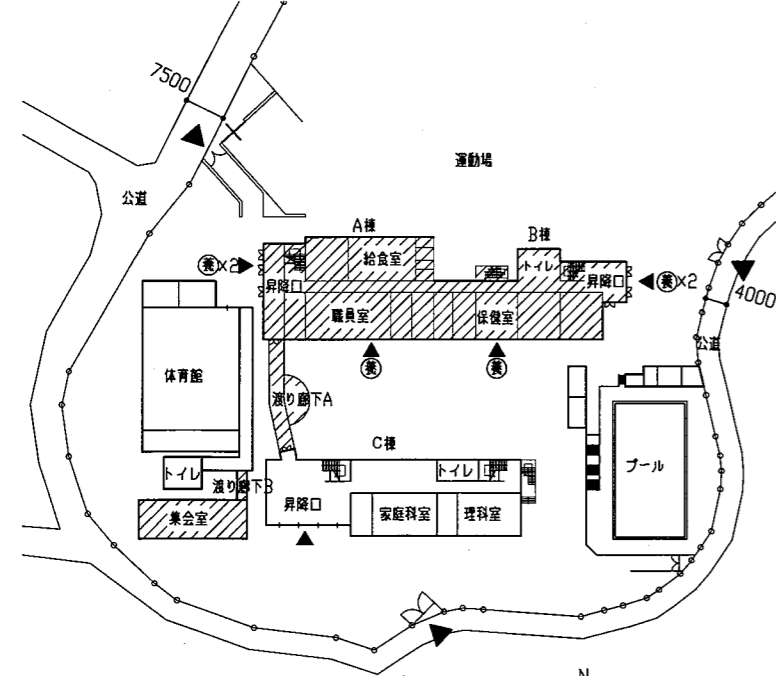 7500
運動場
公道
A棟
B棟
給食室
トイレ
養×2
昇降口
昇降口
養×2
4000
職員室
保健室
公道
体育館
養
養
渡り廊下A
C棟
トイレ
渡り廊下B
トイレ
プール
昇降口
集会室
家庭科室
理科室
N